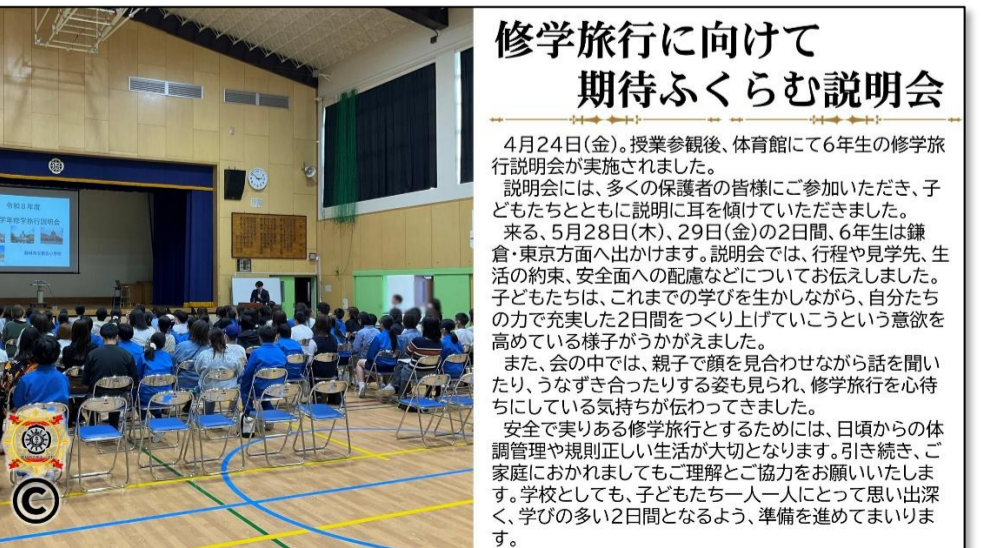 修学旅行に向けて
期待ふくらむ説明会
4月24日(金)。授業参観後、体育館にて6年生の修学旅
行説明会が実施されました。
説明会には、多くの保護者の皆様にご参加いただき、子
どもたちとともに説明に耳を傾けていただきました。
来る、5月28日(木)、29日(金)の2日間、6年生は鎌
倉・東京方面へ出かけます。説明会では、行程や見学先、生
活の約束、安全面への配慮などについてお伝えしました。
子どもたちは、これまでの学びを生かしながら、自分たち
の力で充実した2日間をつくり上げていこうという意欲を
高めている様子がうかがえました。
また、会の中では、親子で顔を見合わせながら話を聞い
たり、うなずき合ったりする姿も見られ、修学旅行を心待
ちにしている気持ちが伝わってきました。
安全で実りある修学旅行とするためには、日頃からの体
調管理や規則正しい生活が大切となります。引き続き、ご
家庭におかれましてもご理解とご協力をお願いいたしま
す。学校としても、子どもたち一人一人にとって思い出深
く、学びの多い2日間となるよう、準備を進めてまいりま
す。
令和8年度
学年修学旅行説明会
©